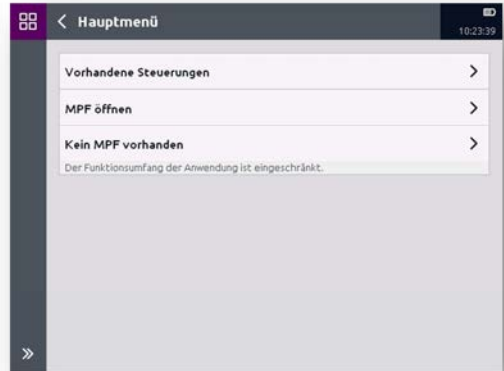 Hauptmenü
10:23:39
Vorhandene Steuerungen
MPF öffnen
Kein MPF vorhanden
Der Funktionsumfang der Anwendung ist eingeschränkt.